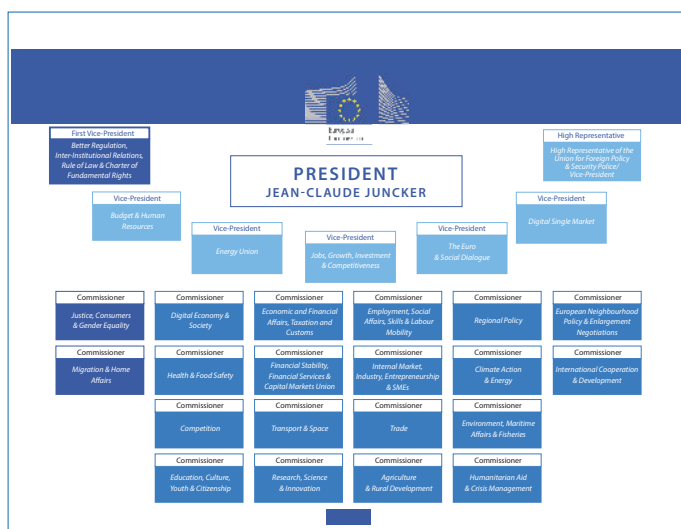 European
Commission
First Vice-President
Better Regulation,
Inter-Institutional Relations,
Rule of Law & Charter of
Fundamental Rights
High Representative
High Representative of the
Union for Foreign Policy
& Security Police/
Vice-President
PRESIDENT
JEAN-CLAUDE JUNCKER
Vice-President
Budget & Human
Resources
Vice-President
Energy Union
Vice-President
Jobs, Growth, Investment
& Competitiveness
Vice-President
The Euro
& Social Dialogue
Vice-President
Digital Single Market
Commissioner
Justice, Consumers
& Gender Equality
Commissioner
Digital Economy &
Society
Commissioner
Economic and Financial
Affairs, Taxation and
Customs
Commissioner
Employment, Social
Affairs, Skills & Labour
Mobility
Commissioner
Regional Policy
Commissioner
European Neighbourhood
Policy & Enlargement
Negotiations
Commissioner
Migration & Home
Affairs
Commissioner
Health & Food Safety
Commissioner
Financial Stability,
Financial Services &
Capital Markets Union
Commissioner
Internal Market,
Industry, Entrepreneurship
& SMEs
Commissioner
Climate Action
& Energy
Commissioner
International Cooperation
& Development
Commissioner
Competition
Commissioner
Transport & Space
Commissioner
Trade
Commissioner
Environment, Maritime
Affairs & Fisheries
Commissioner
Education, Culture,
Youth & Citizenship
Commissioner
Research, Science
& Innovation
Commissioner
Agriculture
& Rural Development
Commissioner
Humanitarian Aid
& Crisis Management